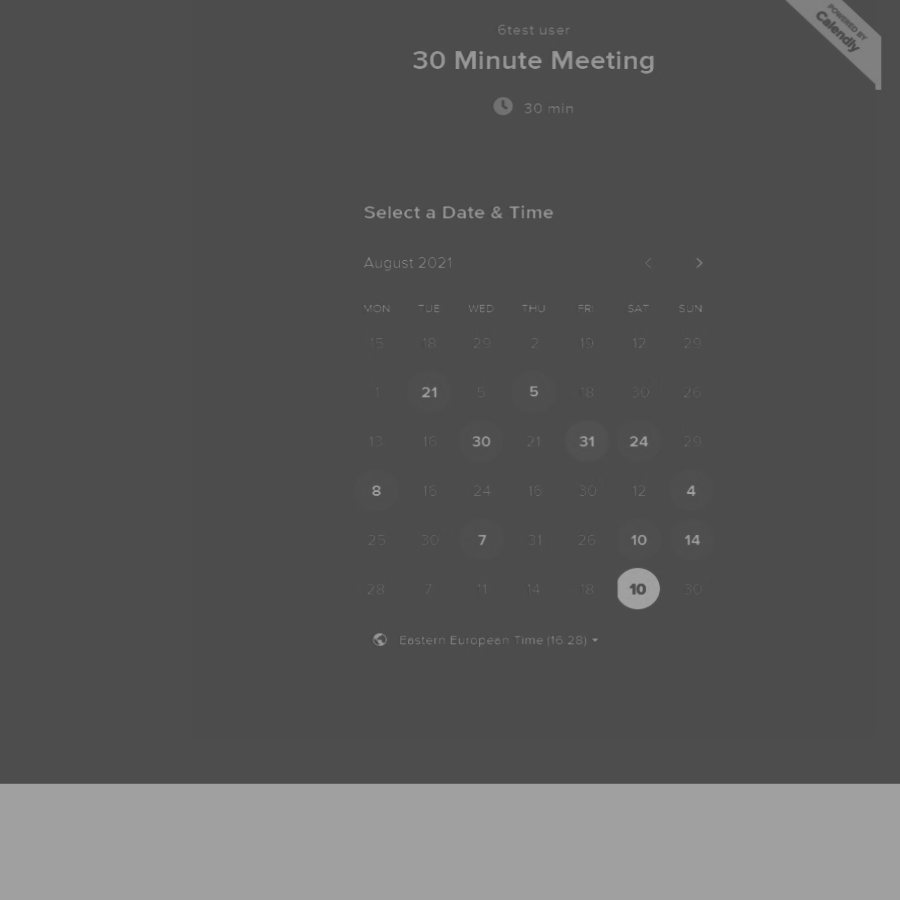 6test user
30 Minute Meeting
30 min
POWERED BY
Calendly
Select a Date & Time
August 2021
MON TUE WED THU FRI SAT SUN
15 18 29 2 19 12 29
1 21 5 5 18 30 26
13 15 30 21 31 24 29
8 16 24 15 30 12 4
25 30 7 31 26 10 14
28 7 11 14 18 10 30
Eastern European Time (16:28)